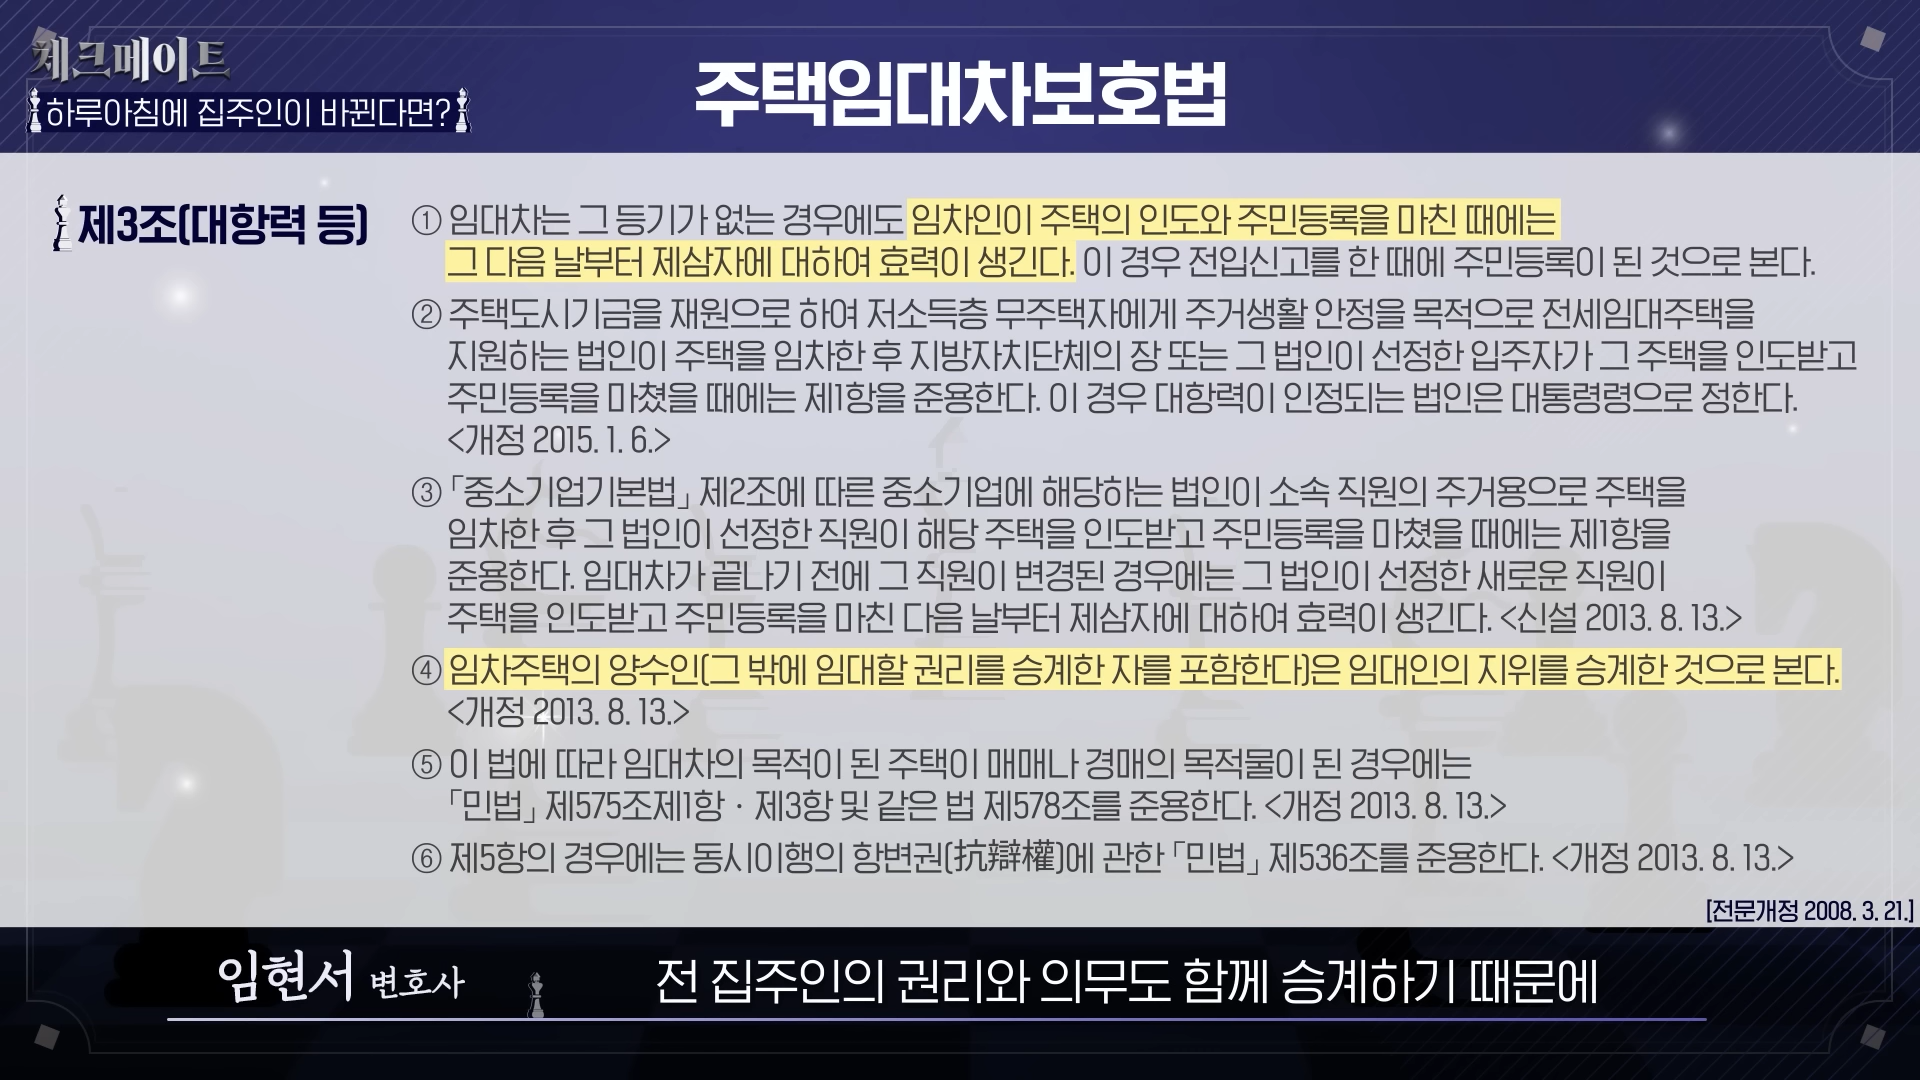 체크메이트
하루아침에 집주인이 바뀐다면?
주택임대차보호법
제3조(대항력 등)
① 임대차는 그 등기가 없는 경우에도 임차인이 주택의 인도와 주민등록을 마친 때에는
그 다음 날부터 제삼자에 대하여 효력이 생긴다. 이 경우 전입신고를 한 때에 주민등록이 된 것으로 본다.
② 주택도시기금을 재원으로 하여 저소득층 무주택자에게 주거생활 안정을 목적으로 전세임대주택을
지원하는 법인이 주택을 임차한 후 지방자치단체의 장 또는 그 법인이 선정한 입주자가 그 주택을 인도받고
주민등록을 마쳤을 때에는 제1항을 준용한다. 이 경우 대항력이 인정되는 법인은 대통령령으로 정한다.
<개정 2015. 1. 6.>
③ 「중소기업기본법」 제2조에 따른 중소기업에 해당하는 법인이 소속 직원의 주거용으로 주택을
임차한 후 그 법인이 선정한 직원이 해당 주택을 인도받고 주민등록을 마쳤을 때에는 제1항을
준용한다. 임대차가 끝나기 전에 그 직원이 변경된 경우에는 그 법인이 선정한 새로운 직원이
주택을 인도받고 주민등록을 마친 다음 날부터 제삼자에 대하여 효력이 생긴다. <신설 2013. 8. 13.>
④ 임차주택의 양수인(그 밖에 임대할 권리를 승계한 자를 포함한다)은 임대인의 지위를 승계한 것으로 본다.
<개정 2013. 8. 13.>
⑤ 이 법에 따라 임대차의 목적이 된 주택이 매매나 경매의 목적물이 된 경우에는
「민법」 제575조제1항 · 제3항 및 같은 법 제578조를 준용한다. <개정 2013. 8. 13.>
⑥ 제5항의 경우에는 동시이행의 항변권(抗辯權)에 관한 「민법」 제536조를 준용한다. <개정 2013. 8. 13.>
[전문개정 2008. 3. 21.]
임현서 변호사 전 집주인의 권리와 의무도 함께 승계하기 때문에